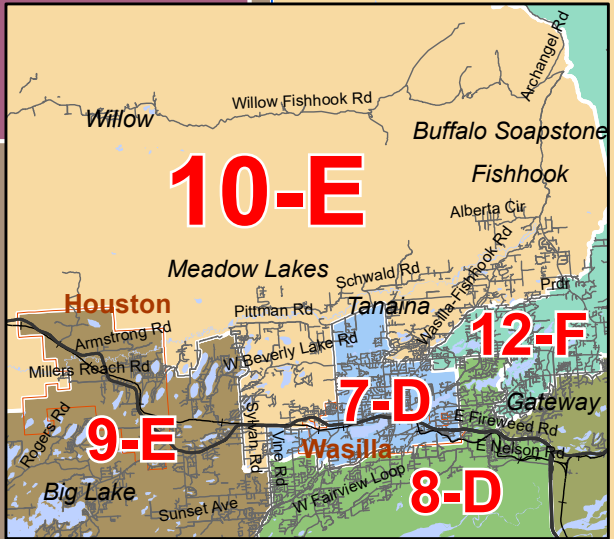 Archangel Rd
Willow Fishhook Rd
Willow
Buffalo Soapstone
Fishhook
10-E
Alberta Cir
Wasilla-Fishhook Rd
Meadow Lakes
Schwald Rd
Prdr
Houston
Pittman Rd
Tanaina
Armstrong Rd
12-F
W Beverly Lake Rd
Millers Reach Rd
7-D
Gateway
Rogers Rd
9-E
Sylvan Rd
Vine Rd
Wasilla
E Fireweed Rd
E Nelson Rd
Big Lake
W Fairview Loop
8-D
Sunset Ave